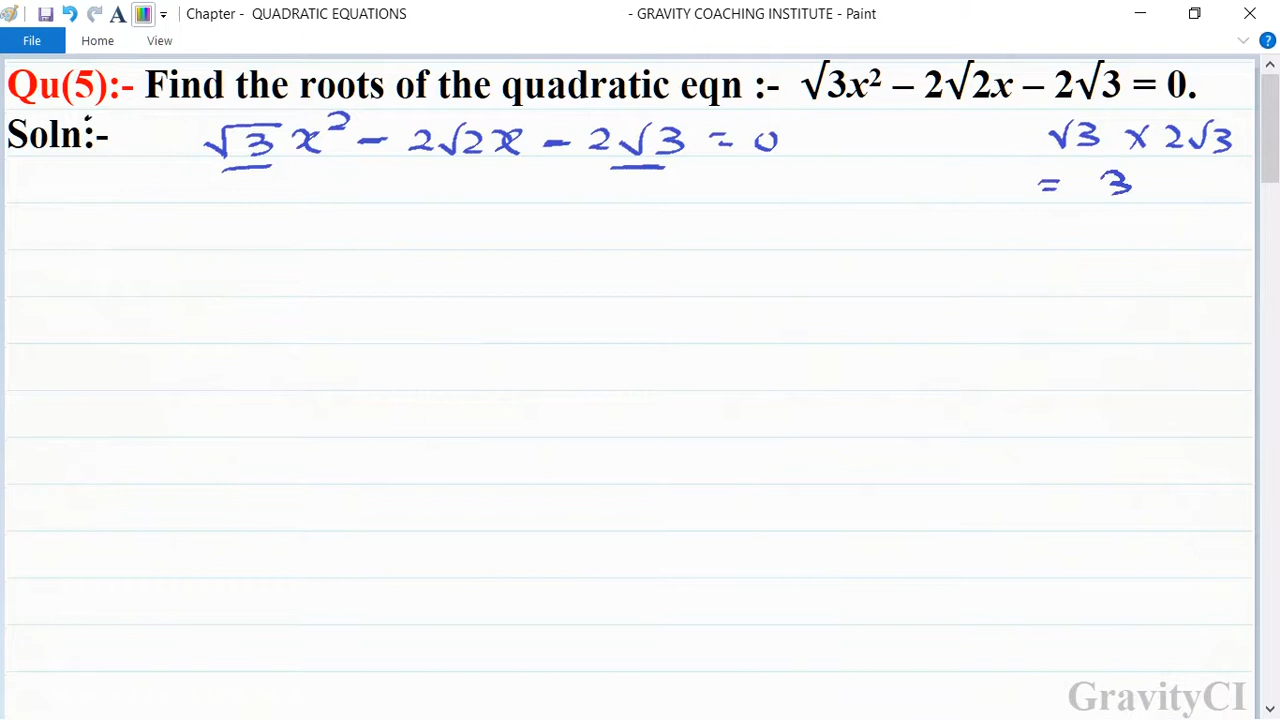 Chapter - QUADRATIC EQUATIONS - GRAVITY COACHING INSTITUTE - Paint
File Home View
Qu(5):- Find the roots of the quadratic eqn :- √3x² – 2√2x – 2√3 = 0.
Soln:- √3 x² - 2√2x - 2√3 = 0 √3 × 2√3
= 3
GravityCI